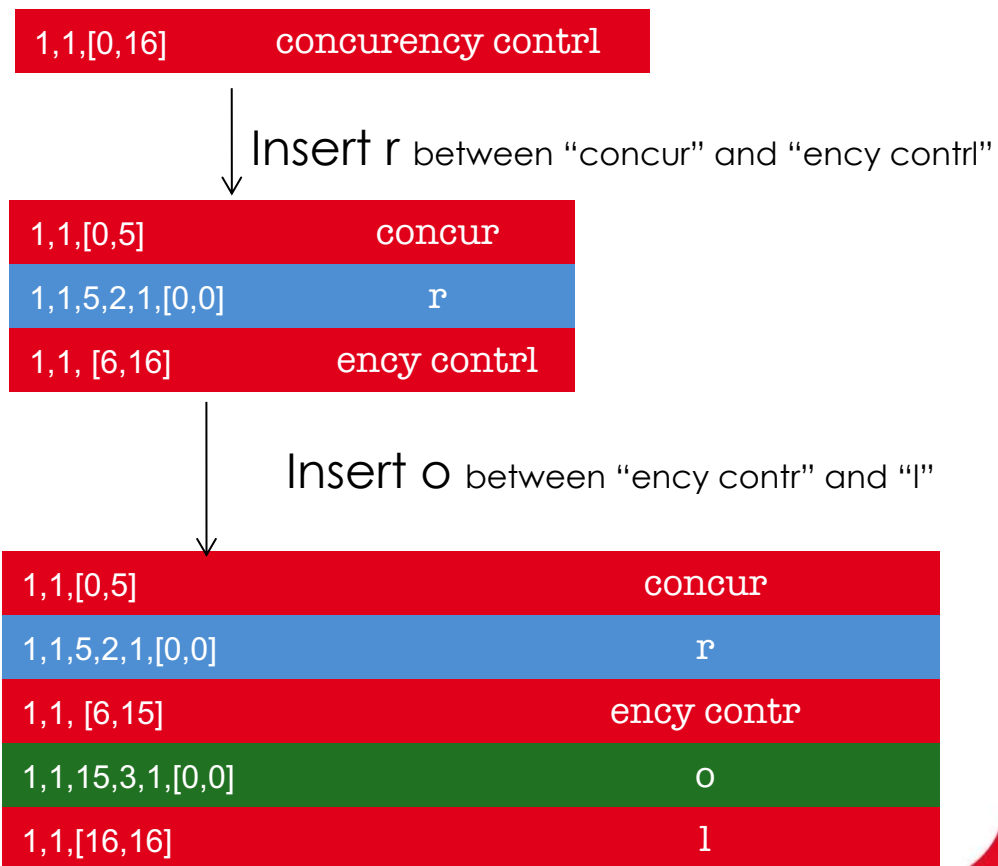 1,1,[0,16] concurency contrl
Insert r between “concur” and “ency contrl”
1,1,[0,5] concur
1,1,5,2,1,[0,0] r
1,1, [6,16] ency contrl
Insert o between “ency contr” and “l”
1,1,[0,5] concur
1,1,5,2,1,[0,0] r
1,1, [6,15] ency contr
1,1,15,3,1,[0,0] o
1,1,[16,16] l